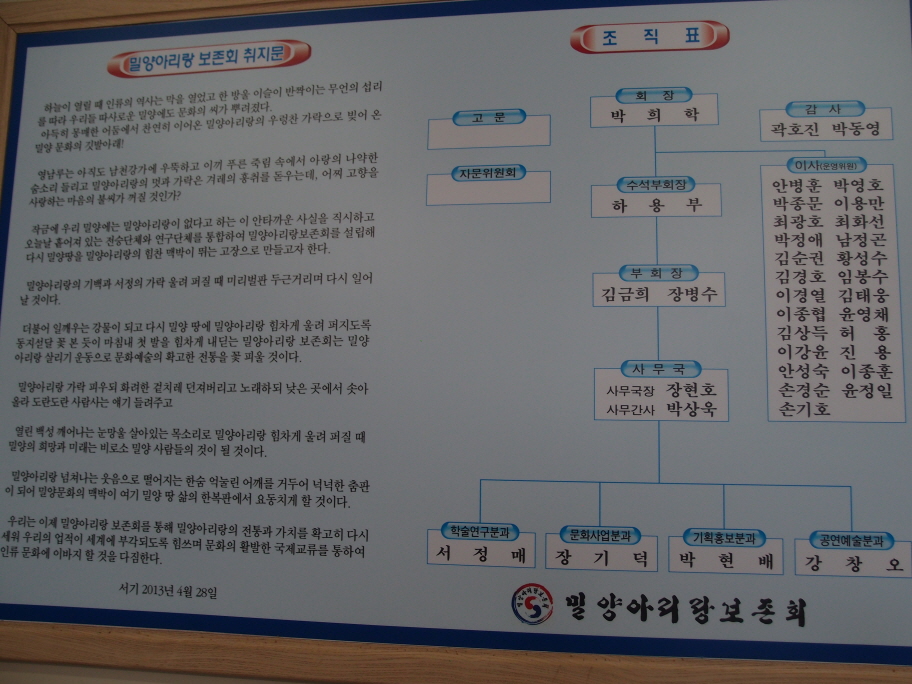 밀양아리랑 보존회 취지문
하늘이 열릴 때 인류의 역사는 막을 열었고 한 방울 이슬이 반짝이는 무언의 섭리
를 따라 우리들 따사로운 밀양에도 문화의 씨가 뿌려졌다.
아득히 몽매한 어둠에서 찬연히 이어온 밀양아리랑의 우렁찬 가락으로 빚어 온
밀양 문화의 깃발아래!
영남루는 아직도 남천강가에 우뚝하고 이끼 푸른 죽림 속에서 아랑의 나약한
숨소리 들리고 밀양아리랑의 멋과 가락은 겨레의 흥취를 돋우는데, 어찌 고향을
사랑하는 마음의 불씨가 꺼질 것인가?
작금에 우리 밀양에는 밀양아리랑이 없다고 하는 이 안타까운 사실을 직시하고
오늘날 흩어져 있는 전승단체와 연구단체를 통합하여 밀양아리랑보존회를 설립해
다시 밀양땅을 밀양아리랑의 힘찬 맥박이 뛰는 고장으로 만들고자 한다.
밀양아리랑의 기백과 서정의 가락 울려 퍼질 때 미리벌판 두근거리며 다시 일어
날 것이다.
더불어 일깨우는 강물이 되고 다시 밀양 땅에 밀양아리랑 힘차게 울려 퍼지도록
동지섣달 꽃 본 듯이 마침내 첫 발을 힘차게 내딛는 밀양아리랑 보존회는 밀양
아리랑 살리기 운동으로 문화예술의 확고한 전통을 꽃 피울 것이다.
밀양아리랑 가락 피우되 화려한 겉치레 던져버리고 노래하되 낮은 곳에서 솟아
올라 도란도란 사람사는 얘기 들려주고
열린 백성 깨어나는 눈망울 살아있는 목소리로 밀양아리랑 힘차게 울려 퍼질 때
밀양의 희망과 미래는 비로소 밀양 사람들의 것이 될 것이다.
밀양아리랑 넘쳐나는 웃음으로 떨어지는 한숨 억눌린 어깨를 거두어 넉넉한 춤판
이 되어 밀양문화의 맥박이 여기 밀양 땅 삶의 한복판에서 요동치게 할 것이다.
우리는 이제 밀양아리랑 보존회를 통해 밀양아리랑의 전통과 가치를 확고히 다시
세워 우리의 업적이 세계에 부각되도록 힘쓰며 문화의 활발한 국제교류를 통하여
인류 문화에 이바지 할 것을 다짐한다.
서기 2013년 4월 28일
조 직 표
회 장
박 희 학
고 문
감 사
곽호진 박동영
자문위원회
수석부회장
하 용 부
이사(운영위원)
안병훈 박영호
박종문 이용만
최광호 최화선
박정애 남정곤
김순권 황성수
김경호 임봉수
이경열 김태웅
이종협 윤영채
김상득 허 홍
이강윤 진 용
안성숙 이종훈
손경순 윤정일
손기호
부 회 장
김금희 장병수
사 무 국
사무국장 장현호
사무간사 박상욱
학술연구분과
서 정 매
문화사업분과
장 기 덕
기획홍보분과
박 현 배
공연예술분과
강 창 오
밀양아리랑보존회